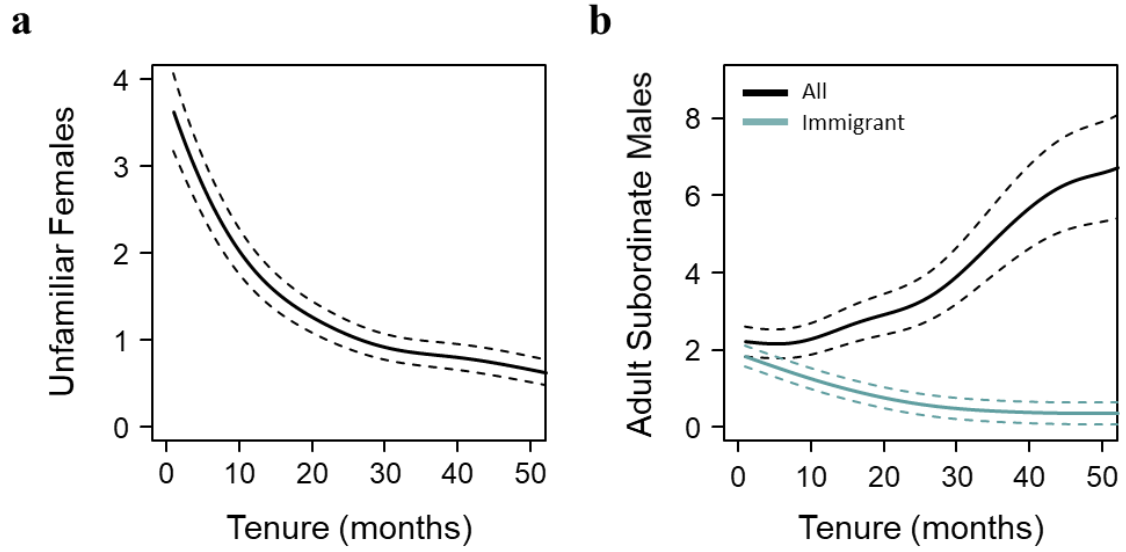 a
4
3
2
1
0
Unfamiliar Females
0 10 20 30 40 50
Tenure (months)
b
All
Immigrant
8
6
4
2
0
Adult Subordinate Males
0 10 20 30 40 50
Tenure (months)